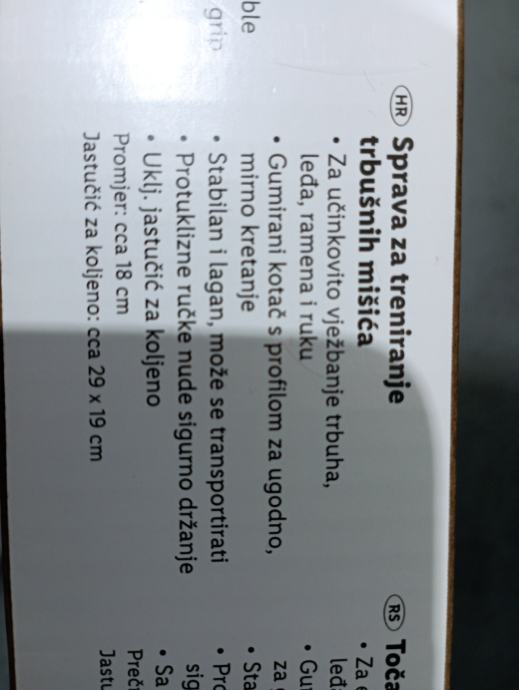 ble
grip
HR Sprava za treniranje
trbušnih mišića
• Za učinkovito vježbanje trbuha,
leđa, ramena i ruku
• Gumirani kotač s profilom za ugodno,
mirno kretanje
• Stabilan i lagan, može se transportirati
• Protuklizne ručke nude sigurno držanje
• Uklj. jastučić za koljeno
Promjer: cca 18 cm
Jastučić za koljeno: cca 29 x 19 cm
RS Toča
• Za
leđ
• Gu
za
• Sta
• Pro
sig
• Sa
Preč
Jastu